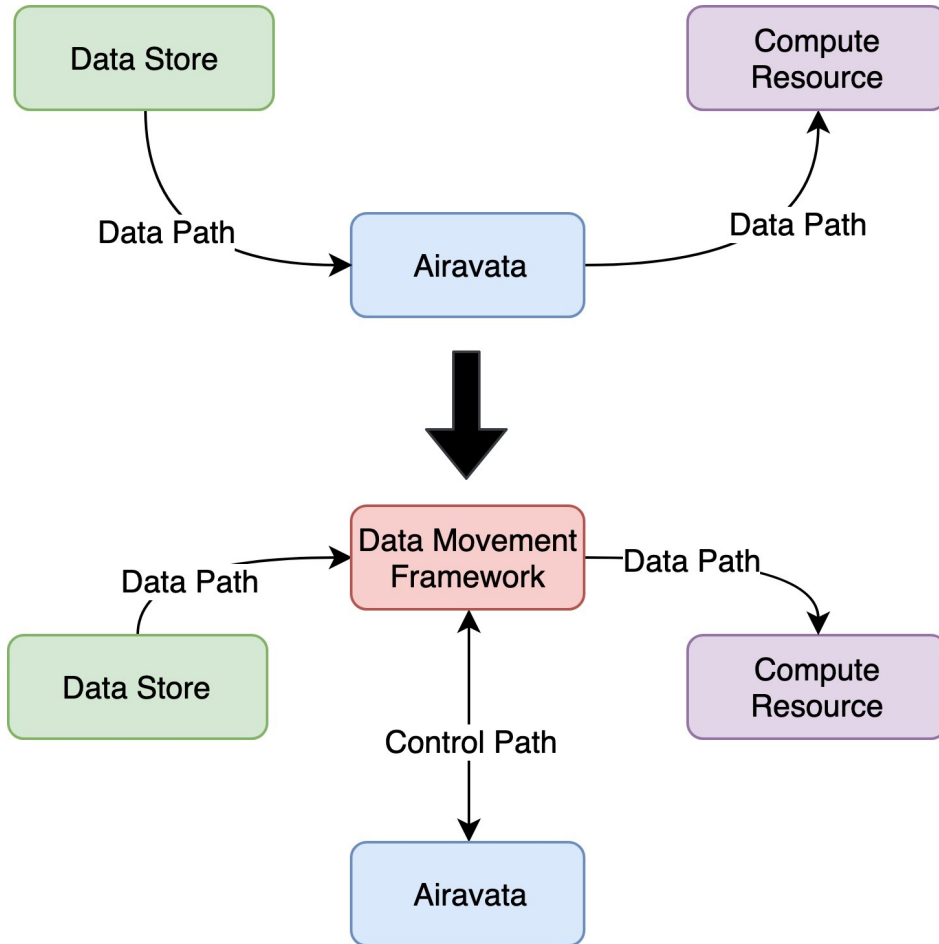 Data Store
Compute
Resource
Data Path
Data Path
Airavata
Data Movement
Framework
Data Path
Data Path
Data Store
Compute
Resource
Control Path
Airavata